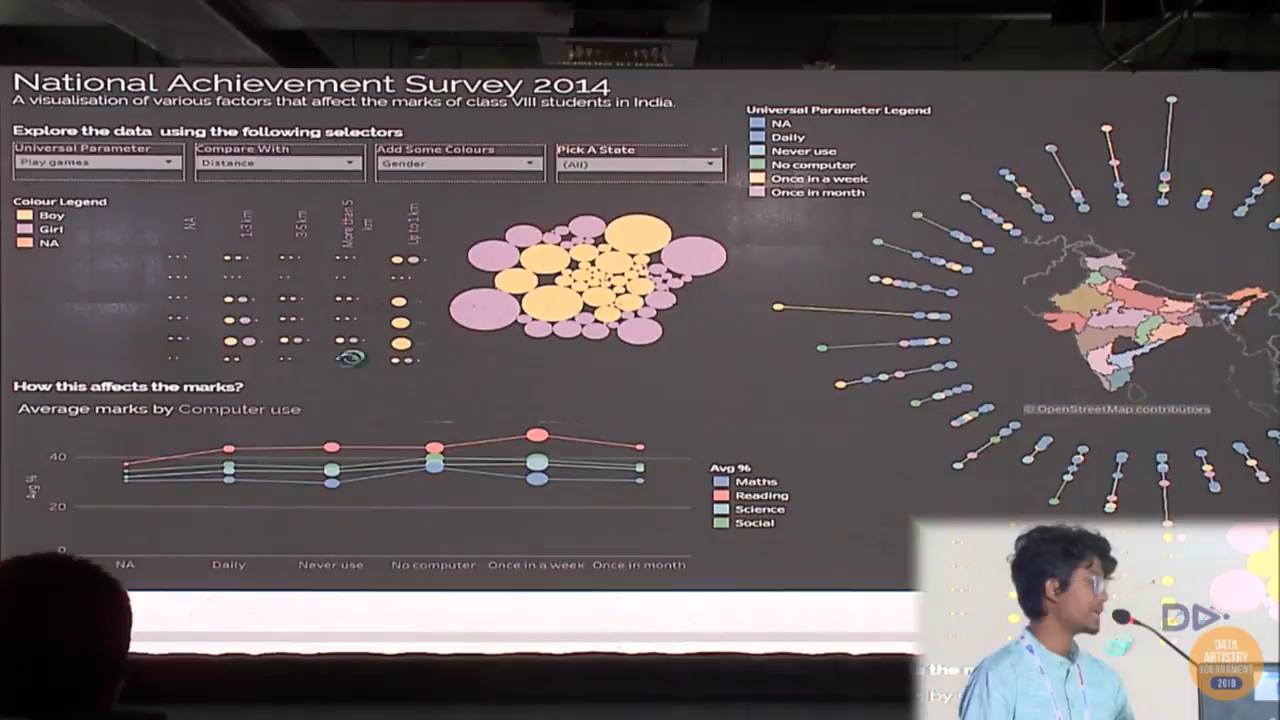 National Achievement Survey 2014
A visualisation of various factors that affect the marks of class VIII students in India.
Explore the data using the following selectors
Universal Parameter
Play games
Compare With
Distance
Add Some Colours
Gender
Pick A State
(All)
Colour Legend
Boy
Girl
NA
NA
1-3 km
3-5 km
More than 5 km
Up to 1 km
Universal Parameter Legend
NA
Daily
Never use
No computer
Once in a week
Once in month
© OpenStreetMap contributors
How this affects the marks?
Average marks by Computer use
Avg %
40
20
0
NA
Daily
Never use
No computer
Once in a week
Once in month
Avg %
Maths
Reading
Science
Social
DATA
ARTISTRY
TOURNAMENT
2018